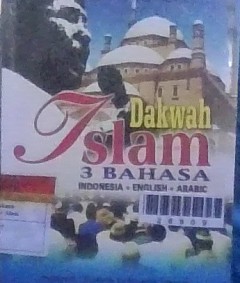 Dakwah
Islam
3 BAHASA
INDONESIA - ENGLISH - ARABIC